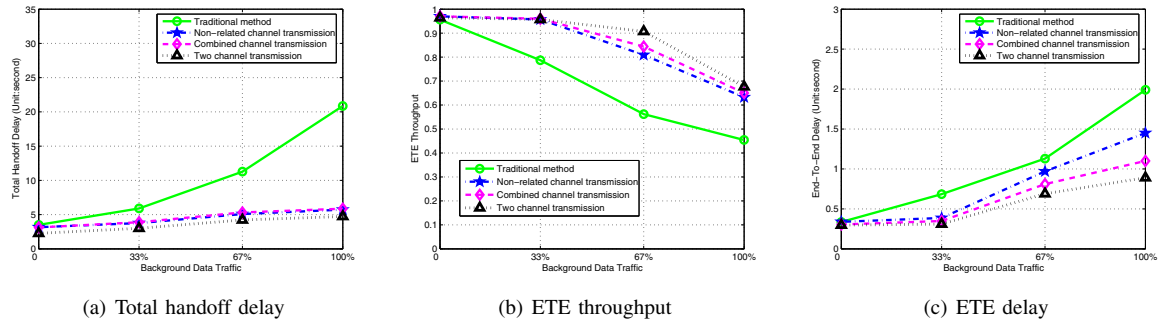 35
30
25
20
15
10
5
0
Total Handoff Delay (Unit:second)
Traditional method
Non−related channel transmission
Combined channel transmission
Two channel transmission
0
33%
67%
100%
Background Data Traffic
(a) Total handoff delay
1
0.9
0.8
0.7
0.6
0.5
0.4
0.3
0.2
0.1
0
ETE Throughput
Traditional method
Non−related channel transmission
Combined channel transmission
Two channel transmission
0
33%
67%
100%
Background Data Traffic
(b) ETE throughput
3
2.5
2
1.5
1
0.5
0
End−To−End Delay (Unit:second)
Traditional method
Non−related channel transmission
Combined channel transmission
Two channel transmission
0
33%
67%
100%
Background Data Traffic
(c) ETE delay